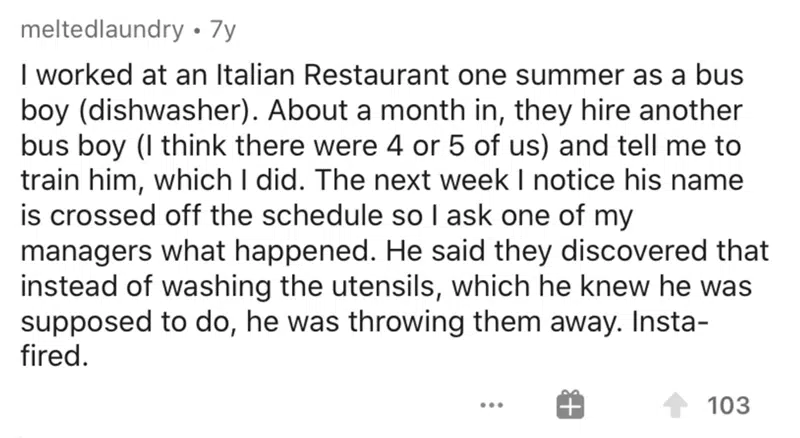 meltedlaundry • 7y
I worked at an Italian Restaurant one summer as a bus
boy (dishwasher). About a month in, they hire another
bus boy (I think there were 4 or 5 of us) and tell me to
train him, which I did. The next week I notice his name
is crossed off the schedule so I ask one of my
managers what happened. He said they discovered that
instead of washing the utensils, which he knew he was
supposed to do, he was throwing them away. Insta-
fired.
103